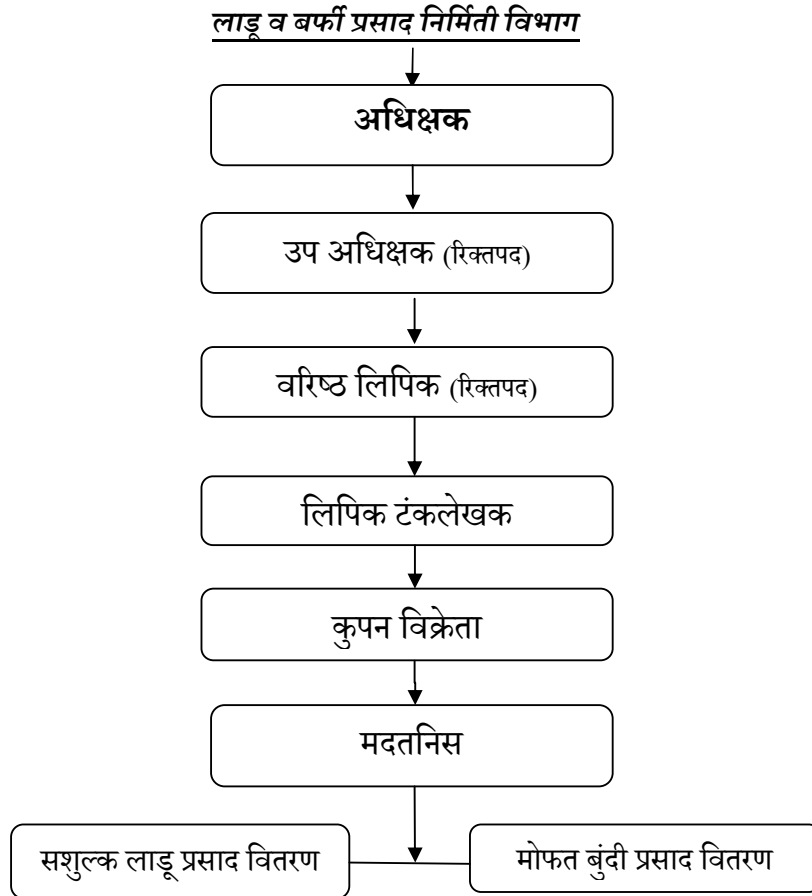 लाडू व बर्फी प्रसाद निर्मिती विभाग
अधिक्षक
उप अधिक्षक (रिक्तपद)
वरिष्ठ लिपिक (रिक्तपद)
लिपिक टंकलेखक
कुपन विक्रेता
मदतनिस
सशुल्क लाडू प्रसाद वितरण
मोफत बुंदी प्रसाद वितरण